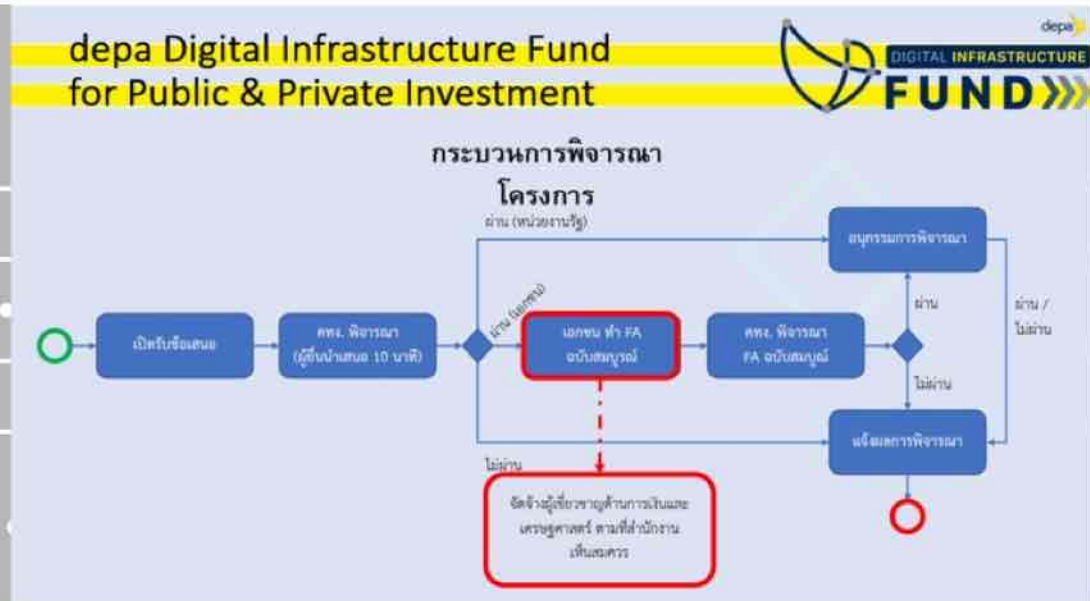 depa Digital Infrastructure Fund
for Public & Private Investment
depa
DIGITAL INFRASTRUCTURE
FUND
กระบวนการพิจารณา
โครงการ
ผ่าน (หน่วยงานรัฐ)
อนุกรรมการพิจารณา
ผ่าน (เอกชน)
ผ่าน
ผ่าน /
ไม่ผ่าน
เปิดรับข้อเสนอ
คทง. พิจารณา
(ผู้ยื่นนำเสนอ 10 นาที)
เอกชน ทำ FA
ฉบับสมบูรณ์
คทง. พิจารณา
FA ฉบับสมบูรณ์
ไม่ผ่าน
แจ้งผลการพิจารณา
ไม่ผ่าน
จัดจ้างผู้เชี่ยวชาญด้านการเงินและ
เศรษฐศาสตร์ ตามที่สำนักงาน
เห็นสมควร